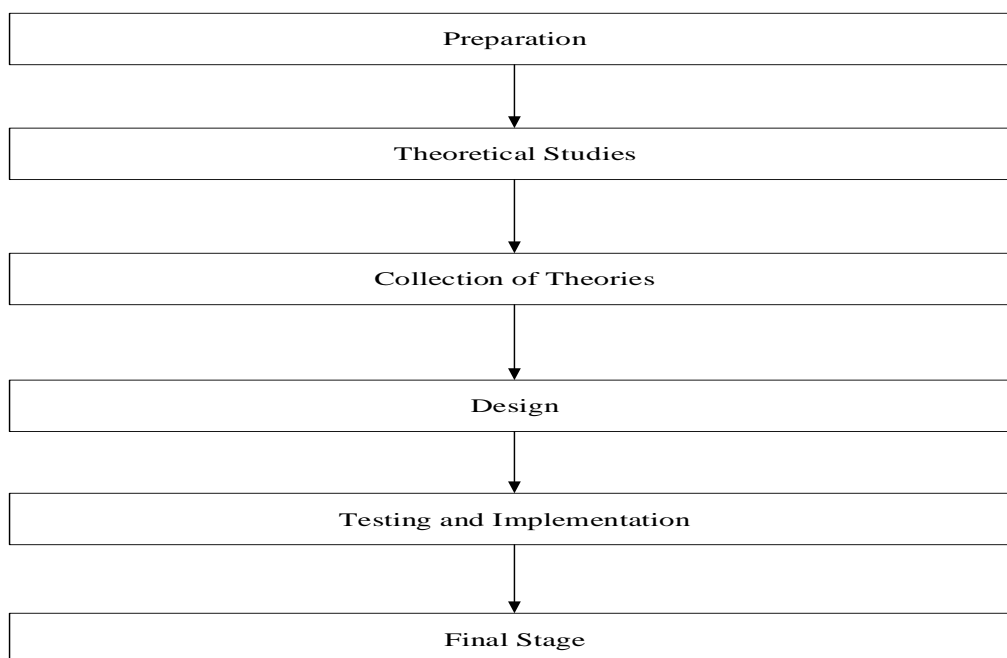 Preparation
Theoretical Studies
Collection of Theories
Design
Testing and Implementation
Final Stage